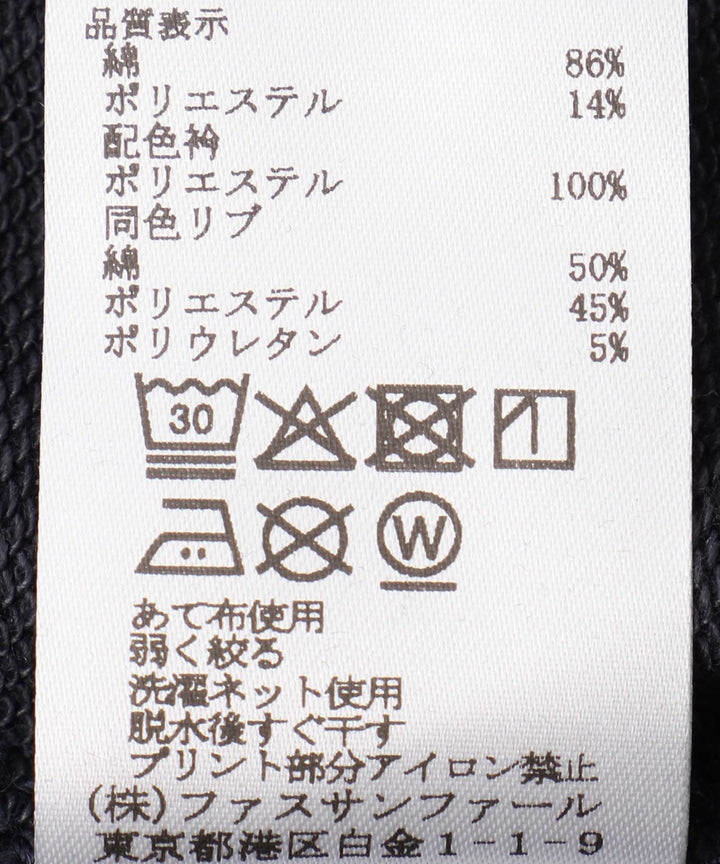 品質表示
綿 86%
ポリエステル 14%
配色衿
ポリエステル 100%
同色リブ
綿 50%
ポリエステル 45%
ポリウレタン 5%
30
W
あて布使用
弱く絞る
洗濯ネット使用
脱水後すぐ干す
プリント部分アイロン禁止
(株)ファスサンファール
東京都港区白金1-1-9